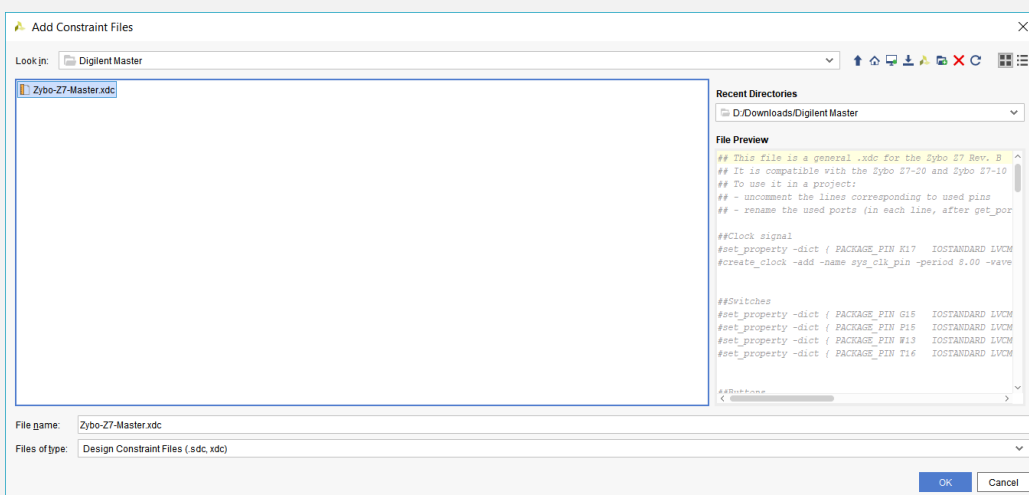 Add Constraint Files
Look in: Digilent Master
Zybo-Z7-Master.xdc
Recent Directories
D:/Downloads/Digilent Master
File Preview
## This file is a general .xdc for the Zybo Z7 Rev. B
## It is compatible with the Zybo Z7-20 and Zybo Z7-10
## To use it in a project:
## - uncomment the lines corresponding to used pins
## - rename the used ports (in each line, after get_por
##Clock signal
#set_property -dict { PACKAGE_PIN K17 IOSTANDARD LVCM
#create_clock -add -name sys_clk_pin -period 8.00 -wave
##Switches
#set_property -dict { PACKAGE_PIN G15 IOSTANDARD LVCM
#set_property -dict { PACKAGE_PIN P15 IOSTANDARD LVCM
#set_property -dict { PACKAGE_PIN W13 IOSTANDARD LVCM
#set_property -dict { PACKAGE_PIN T16 IOSTANDARD LVCM
##Buttons
File name: Zybo-Z7-Master.xdc
Files of type: Design Constraint Files (.sdc, xdc)
OK Cancel